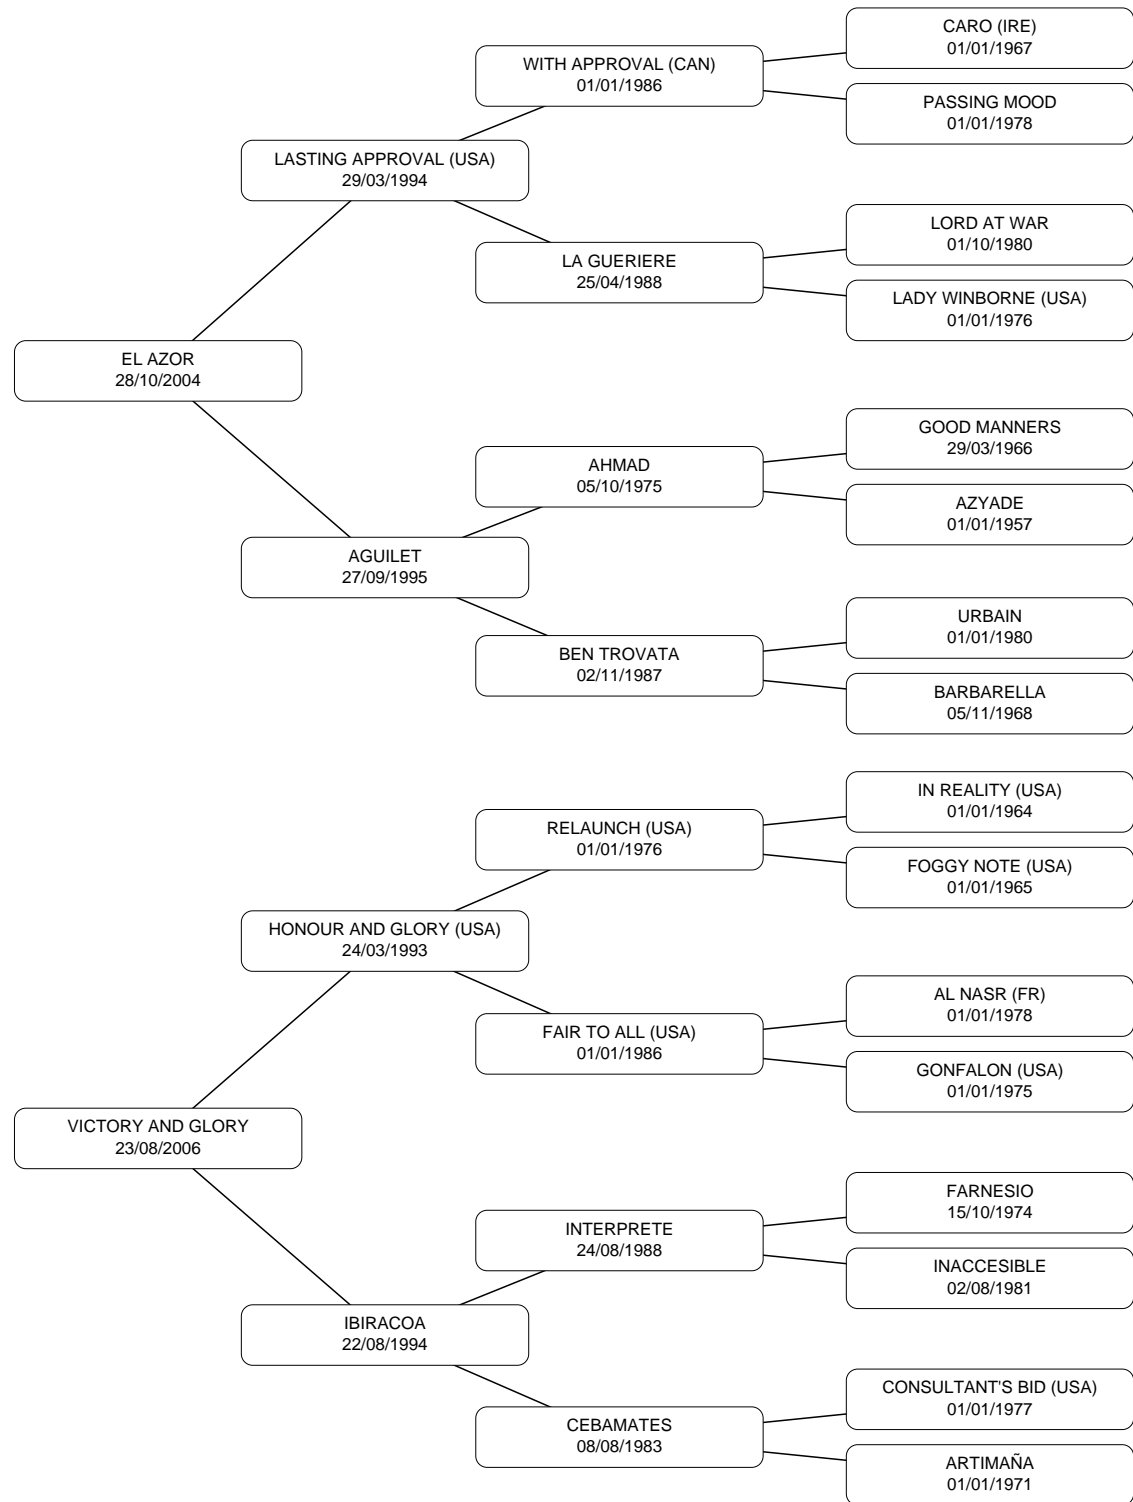 CARO (IRE)
01/01/1967
WITH APPROVAL (CAN)
01/01/1986
PASSING MOOD
01/01/1978
LASTING APPROVAL (USA)
29/03/1994
LORD AT WAR
01/10/1980
LA GUERIERE
25/04/1988
LADY WINBORNE (USA)
01/01/1976
EL AZOR
28/10/2004
GOOD MANNERS
29/03/1966
AHMAD
05/10/1975
AZYADE
01/01/1957
AGUILET
27/09/1995
URBAIN
01/01/1980
BEN TROVATA
02/11/1987
BARBARELLA
05/11/1968
IN REALITY (USA)
01/01/1964
RELAUNCH (USA)
01/01/1976
FOGGY NOTE (USA)
01/01/1965
HONOUR AND GLORY (USA)
24/03/1993
AL NASR (FR)
01/01/1978
FAIR TO ALL (USA)
01/01/1986
GONFALON (USA)
01/01/1975
VICTORY AND GLORY
23/08/2006
FARNESIO
15/10/1974
INTERPRETE
24/08/1988
INACCESIBLE
02/08/1981
IBIRACOA
22/08/1994
CONSULTANT'S BID (USA)
01/01/1977
CEBAMATES
08/08/1983
ARTIMAÑA
01/01/1971